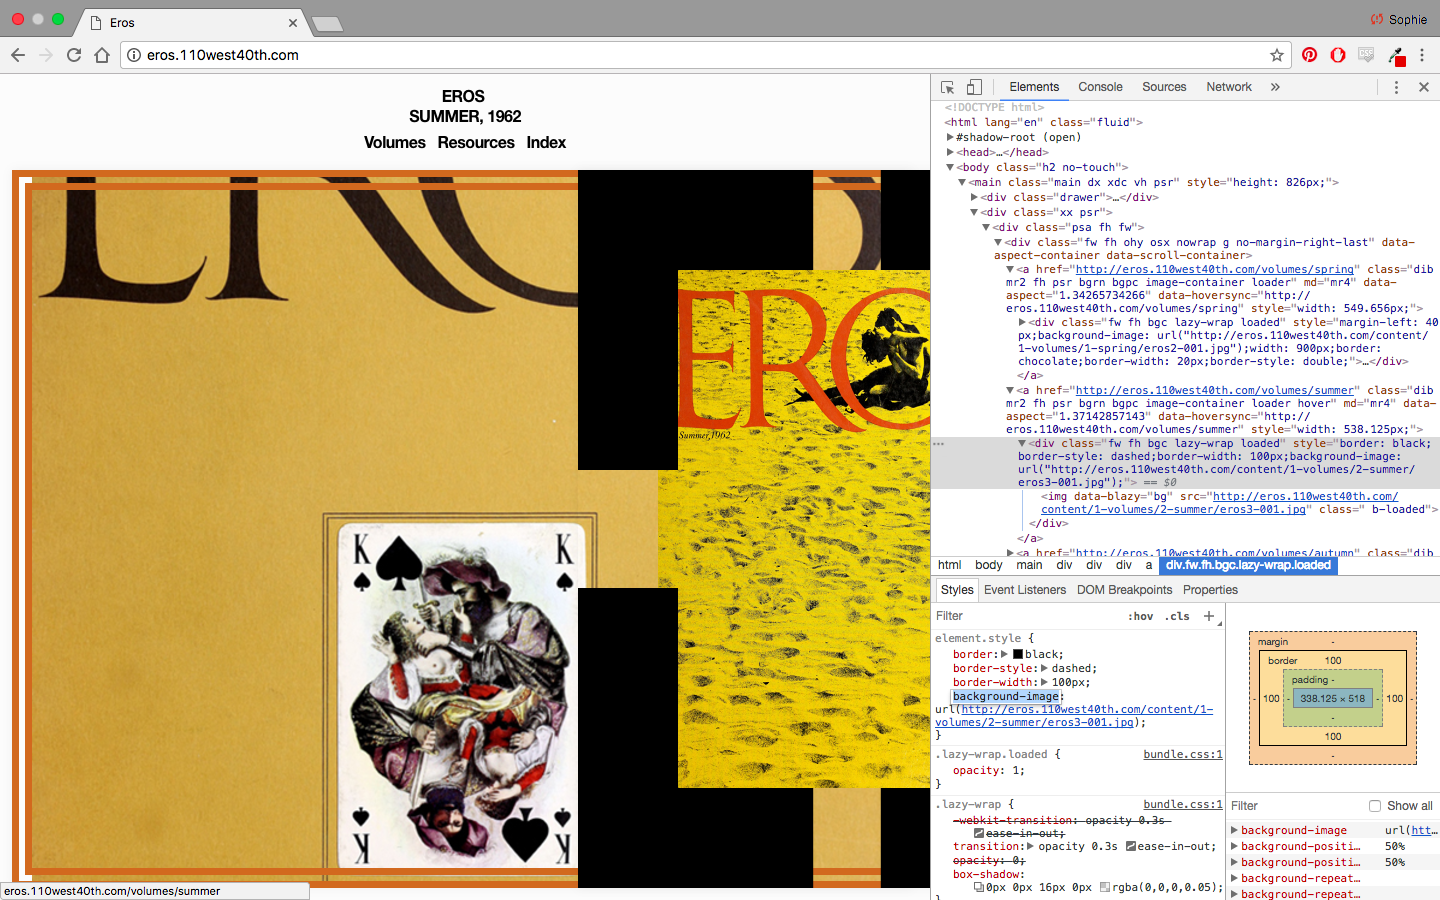 Eros
Sophie
eros.110west40th.com
EROS
SUMMER, 1962
Volumes Resources Index
ERO
ERO
Summer,1962
K K
K K
eros.110west40th.com/volumes/summer
Elements Console Sources Network »
<!DOCTYPE html>
<html lang="en" class="fluid">
▶#shadow-root (open)
▶<head>…</head>
▼<body class="h2 no-touch">
▼<main class="main dx xdc vh psr" style="height: 826px;">
▶<div class="drawer">…</div>
▼<div class="xx psr">
▼<div class="psa fh fw">
▼<div class="fw fh ohy osx nowrap g no-margin-right-last" data-
aspect-container data-scroll-container>
▼<a href="http://eros.110west40th.com/volumes/spring" class="dib
mr2 fh psr bgrn bgpc image-container loader" md="mr4" data-
aspect="1.34265734266" data-hoversync="http://
eros.110west40th.com/volumes/spring" style="width: 549.656px;">
▶<div class="fw fh bgc lazy-wrap loaded" style="margin-left: 40
px;background-image: url("http://eros.110west40th.com/content/
1-volumes/1-spring/eros2-001.jpg");width: 900px;border:
chocolate;border-width: 20px;border-style: double;">…</div>
</a>
▼<a href="http://eros.110west40th.com/volumes/summer" class="dib
mr2 fh psr bgrn bgpc image-container loader hover" md="mr4" data-
aspect="1.37142857143" data-hoversync="http://
eros.110west40th.com/volumes/summer" style="width: 538.125px;">
▼<div class="fw fh bgc lazy-wrap loaded" style="border: black;
border-style: dashed;border-width: 100px;background-image:
url("http://eros.110west40th.com/content/1-volumes/2-summer/
eros3-001.jpg");"> == $0
<img data-blazy="bg" src="http://eros.110west40th.com/
content/1-volumes/2-summer/eros3-001.jpg" class=" b-loaded">
</div>
</a>
▶<a href="http://eros.110west40th.com/volumes/autumn" class="dib
html body main div div div a div.fw.fh.bgc.lazy-wrap.loaded
Styles Event Listeners DOM Breakpoints Properties
Filter :hov .cls +
element.style {
border:▶black;
border-style:▶dashed;
border-width:▶100px;
background-image:
url(http://eros.110west40th.com/content/1-
volumes/2-summer/eros3-001.jpg);
}
.lazy-wrap.loaded { bundle.css:1
opacity: 1;
}
.lazy-wrap { bundle.css:1
-webkit-transition: opacity 0.3s
ease-in-out;
transition:▶opacity 0.3s ease-in-out;
opacity: 0;
box-shadow:
0px 0px 16px 0px rgba(0,0,0,0.05);
margin -
border 100
padding -
- 100 - 338.125 × 518 - 100 -
-
100
-
Filter Show all
▶background-image url(htt…
▶background-positi… 50%
▶background-positi… 50%
▶background-repeat…
▶background-repeat…